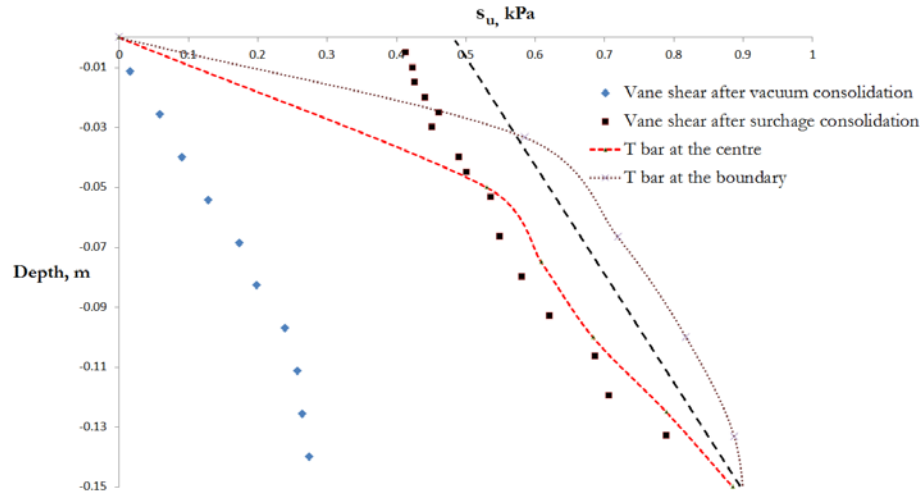 s_u, kPa
0 0.1 0.2 0.3 0.4 0.5 0.6 0.7 0.8 0.9 1
-0.01
-0.03
-0.05
-0.07
-0.09
-0.11
-0.13
-0.15
Depth, m
Vane shear after vacuum consolidation
Vane shear after surchage consolidation
T bar at the centre
T bar at the boundary